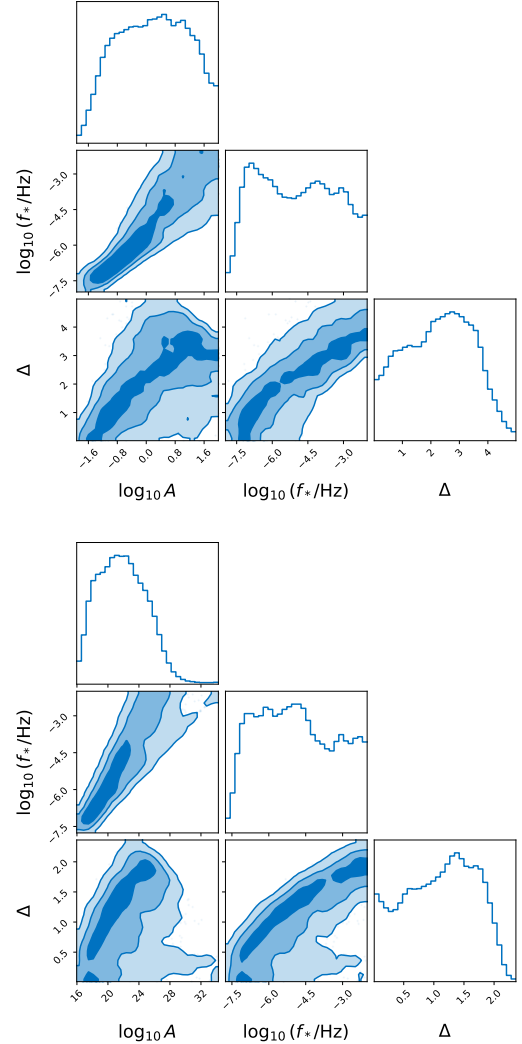 −3.0
−4.5
−6.0
−7.5
log₁₀ (f*/Hz)
4
3
2
1
Δ
−1.6 −0.8 0.0 0.8 1.6
−7.5 −6.0 −4.5 −3.0
1 2 3 4
log₁₀ A
log₁₀ (f*/Hz)
Δ
−3.0
−4.5
−6.0
−7.5
log₁₀ (f*/Hz)
2.0
1.5
1.0
0.5
Δ
16 20 24 28 32
−7.5 −6.0 −4.5 −3.0
0.5 1.0 1.5 2.0
log₁₀ A
log₁₀ (f*/Hz)
Δ